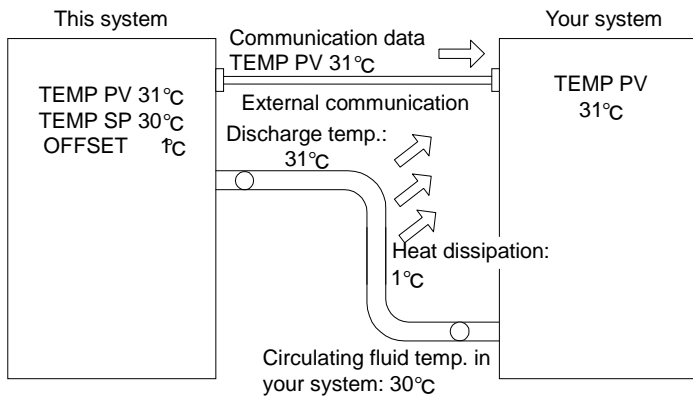 This system
Your system
Communication data
TEMP PV 31°C
TEMP PV 31°C
TEMP SP 30°C
OFFSET 1°C
TEMP PV
31°C
External communication
Discharge temp.:
31°C
Heat dissipation:
1°C
Circulating fluid temp. in
your system: 30°C